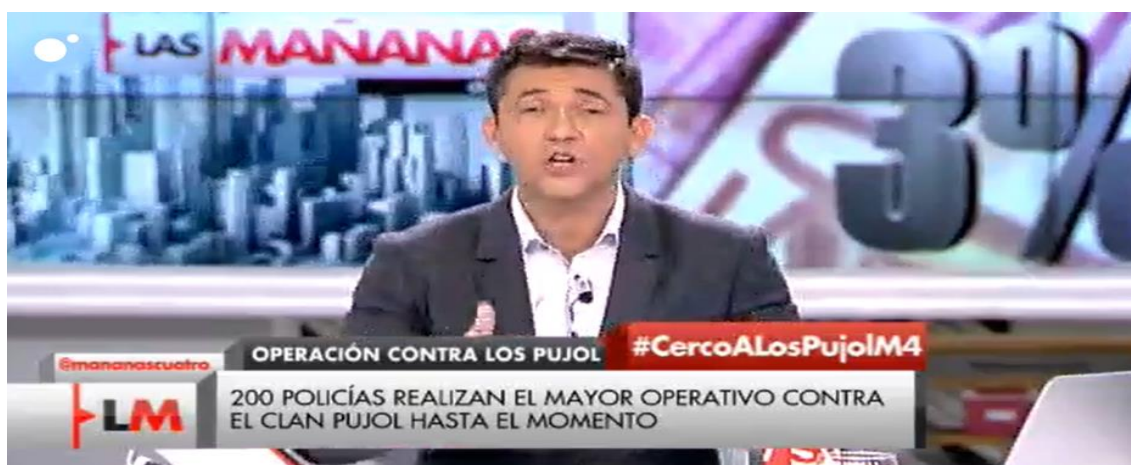 LAS MAÑANAS
3%
OPERACIÓN CONTRA LOS PUJOL
#CercoALosPujolM4
@mananascuatro
LM
200 POLICÍAS REALIZAN EL MAYOR OPERATIVO CONTRA
EL CLAN PUJOL HASTA EL MOMENTO